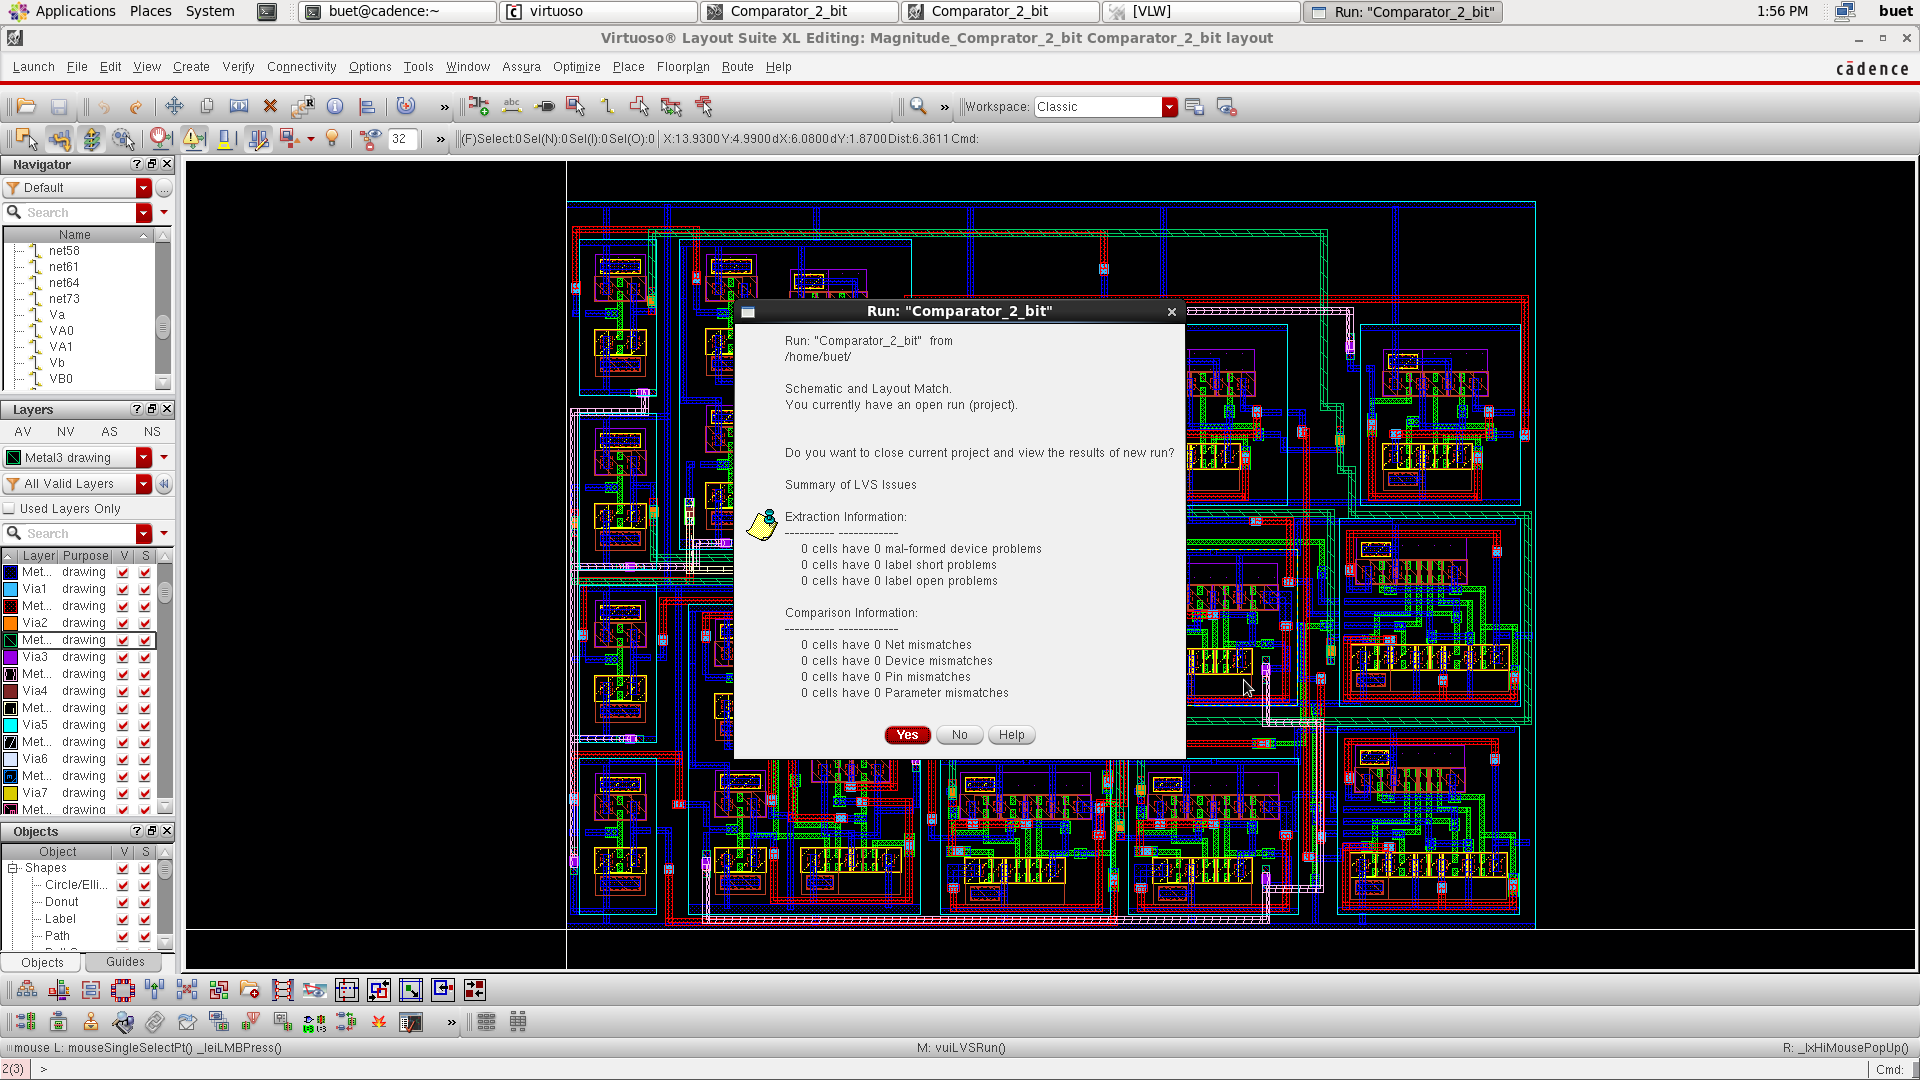 Applications Places System buet@cadence:~ virtuoso Comparator_2_bit Comparator_2_bit [VLW] Run: "Comparator_2_bit" 1:56 PM buet
Virtuoso® Layout Suite XL Editing: Magnitude_Comprator_2_bit Comparator_2_bit layout
Launch File Edit View Create Verify Connectivity Options Tools Window Assura Optimize Place Floorplan Route Help cādence
Workspace: Classic
32 (F)Select:0 Sel(N):0 Sel(I):0 Sel(O):0 X:13.9300 Y:4.9900 dX:6.0800 dY:1.8700 Dist:6.3611 Cmd:
Navigator
Default
Search
Name
net58
net61
net64
net73
Va
VA0
VA1
Vb
VB0
Layers
AV NV AS NS
Metal3 drawing
All Valid Layers
Used Layers Only
Search
Layer Purpose V S
Met... drawing
Via1 drawing
Met... drawing
Via2 drawing
Met... drawing
Via3 drawing
Met... drawing
Via4 drawing
Met... drawing
Via5 drawing
Met... drawing
Via6 drawing
Met... drawing
Via7 drawing
Met... drawing
Objects
Object V S
Shapes
Circle/Elli...
Donut
Label
Path
Objects Guides
Run: "Comparator_2_bit"
Run: "Comparator_2_bit" from
/home/buet/
Schematic and Layout Match.
You currently have an open run (project).
Do you want to close current project and view the results of new run?
Summary of LVS Issues
Extraction Information:
---------- ------------
0 cells have 0 mal-formed device problems
0 cells have 0 label short problems
0 cells have 0 label open problems
Comparison Information:
---------- ------------
0 cells have 0 Net mismatches
0 cells have 0 Device mismatches
0 cells have 0 Pin mismatches
0 cells have 0 Parameter mismatches
Yes No Help
mouse L: mouseSingleSelectPt() _leiLMBPress() M: vuiLVSRun() R: _lxHiMousePopUp()
2(3) > Cmd: